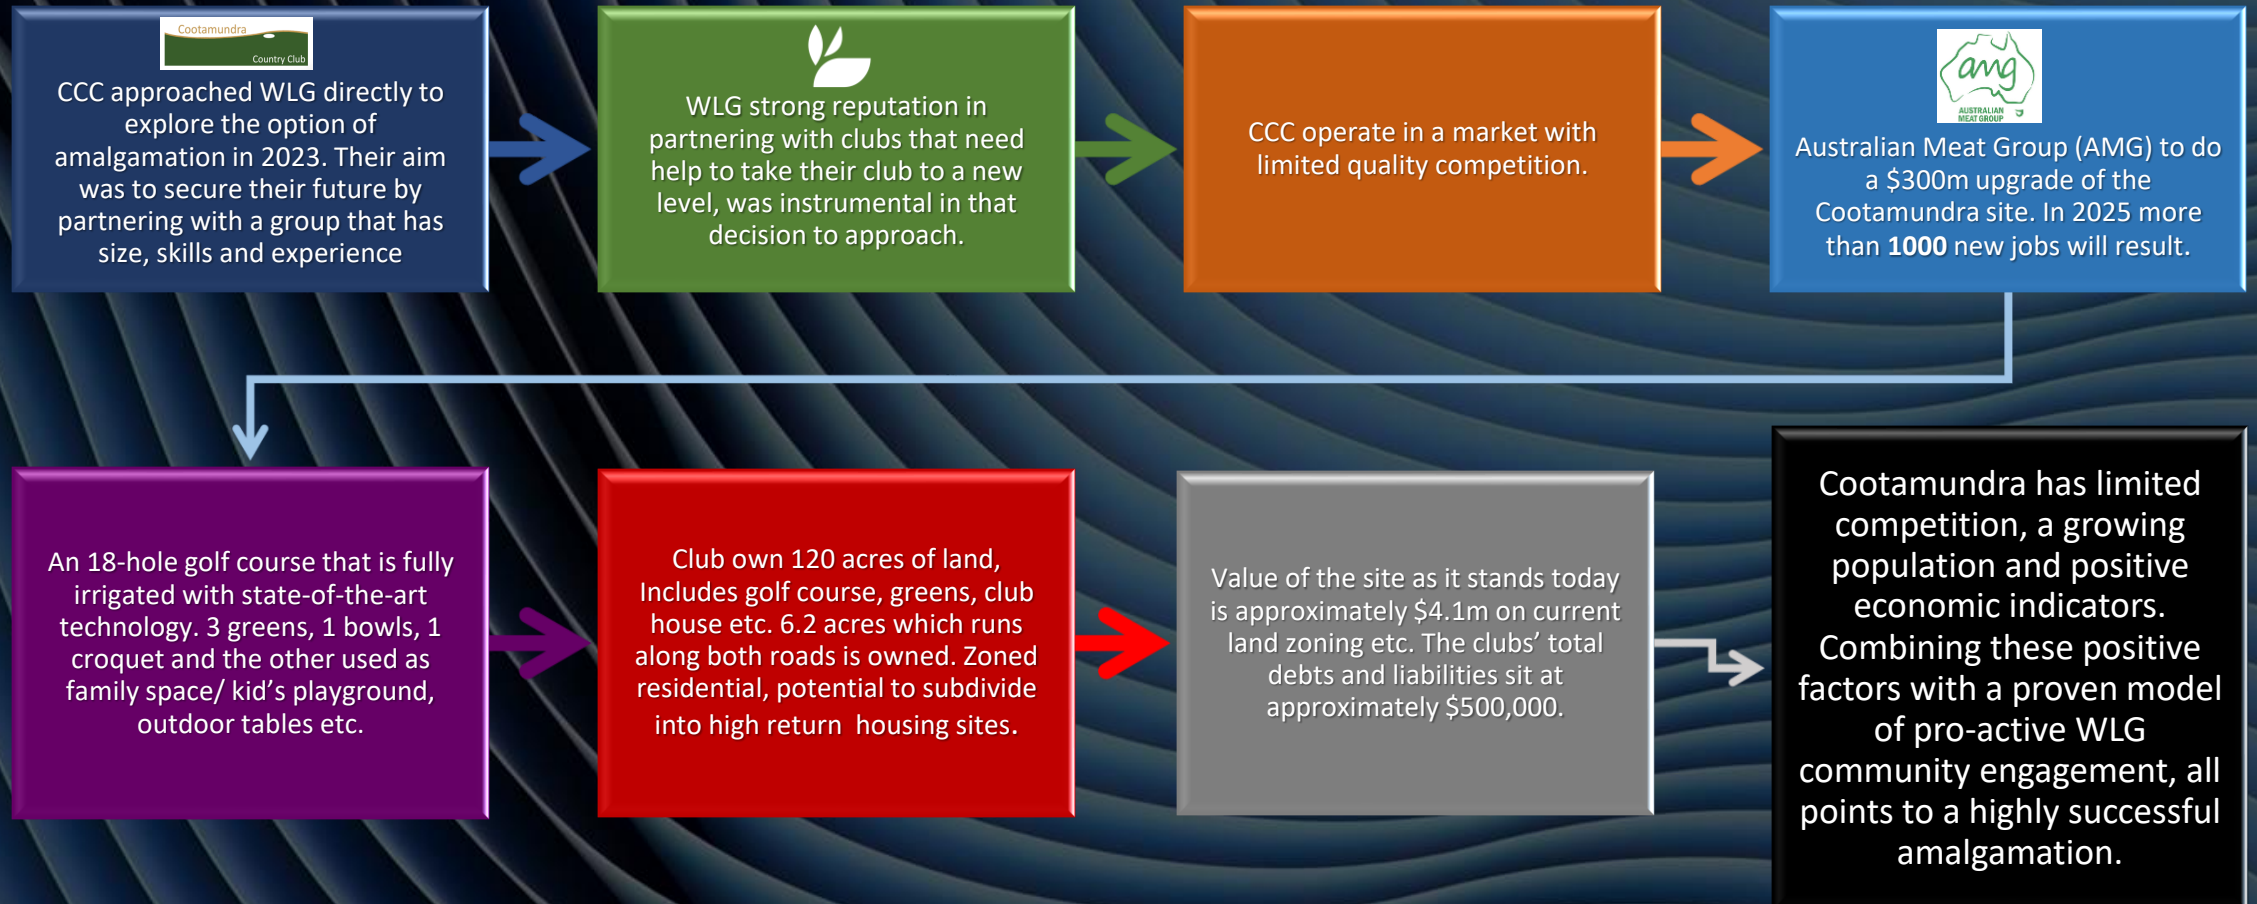 Cootamundra
Country Club
CCC approached WLG directly to
explore the option of
amalgamation in 2023. Their aim
was to secure their future by
partnering with a group that has
size, skills and experience
WLG strong reputation in
partnering with clubs that need
help to take their club to a new
level, was instrumental in that
decision to approach.
CCC operate in a market with
limited quality competition.
amg
AUSTRALIAN
MEAT GROUP
Australian Meat Group (AMG) to do
a $300m upgrade of the
Cootamundra site. In 2025 more
than 1000 new jobs will result.
An 18-hole golf course that is fully
irrigated with state-of-the-art
technology. 3 greens, 1 bowls, 1
croquet and the other used as
family space/ kid’s playground,
outdoor tables etc.
Club own 120 acres of land,
Includes golf course, greens, club
house etc. 6.2 acres which runs
along both roads is owned. Zoned
residential, potential to subdivide
into high return  housing sites.
Value of the site as it stands today
is approximately $4.1m on current
land zoning etc. The clubs’ total
debts and liabilities sit at
approximately $500,000.
Cootamundra has limited
competition, a growing
population and positive
economic indicators.
Combining these positive
factors with a proven model
of pro-active WLG
community engagement, all
points to a highly successful
amalgamation.